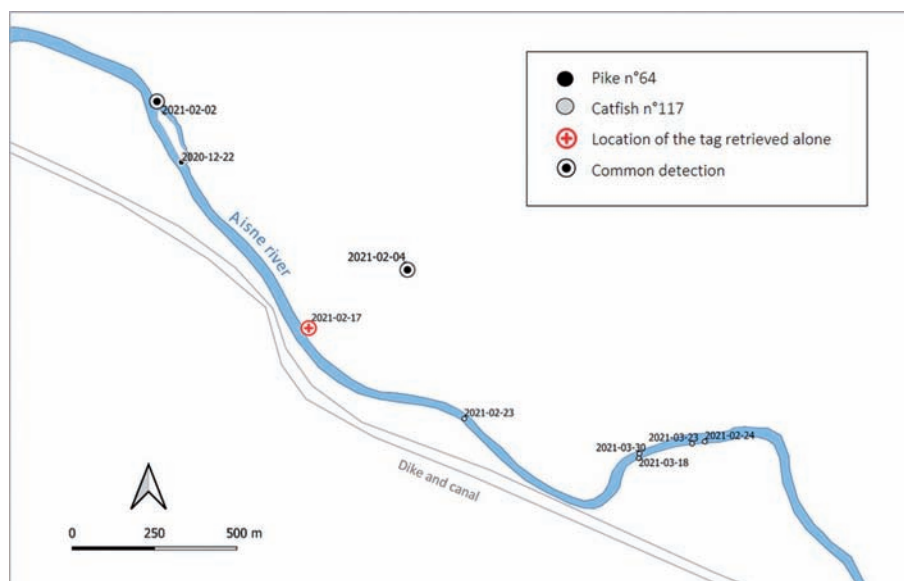 Pike n°64
Catfish n°117
Location of the tag retrieved alone
Common detection
2021-02-02
2020-12-22
Aisne river
2021-02-04
2021-02-17
2021-02-23
2021-03-23
2021-02-24
2021-03-30
2021-03-18
Dike and canal
0 250 500 m